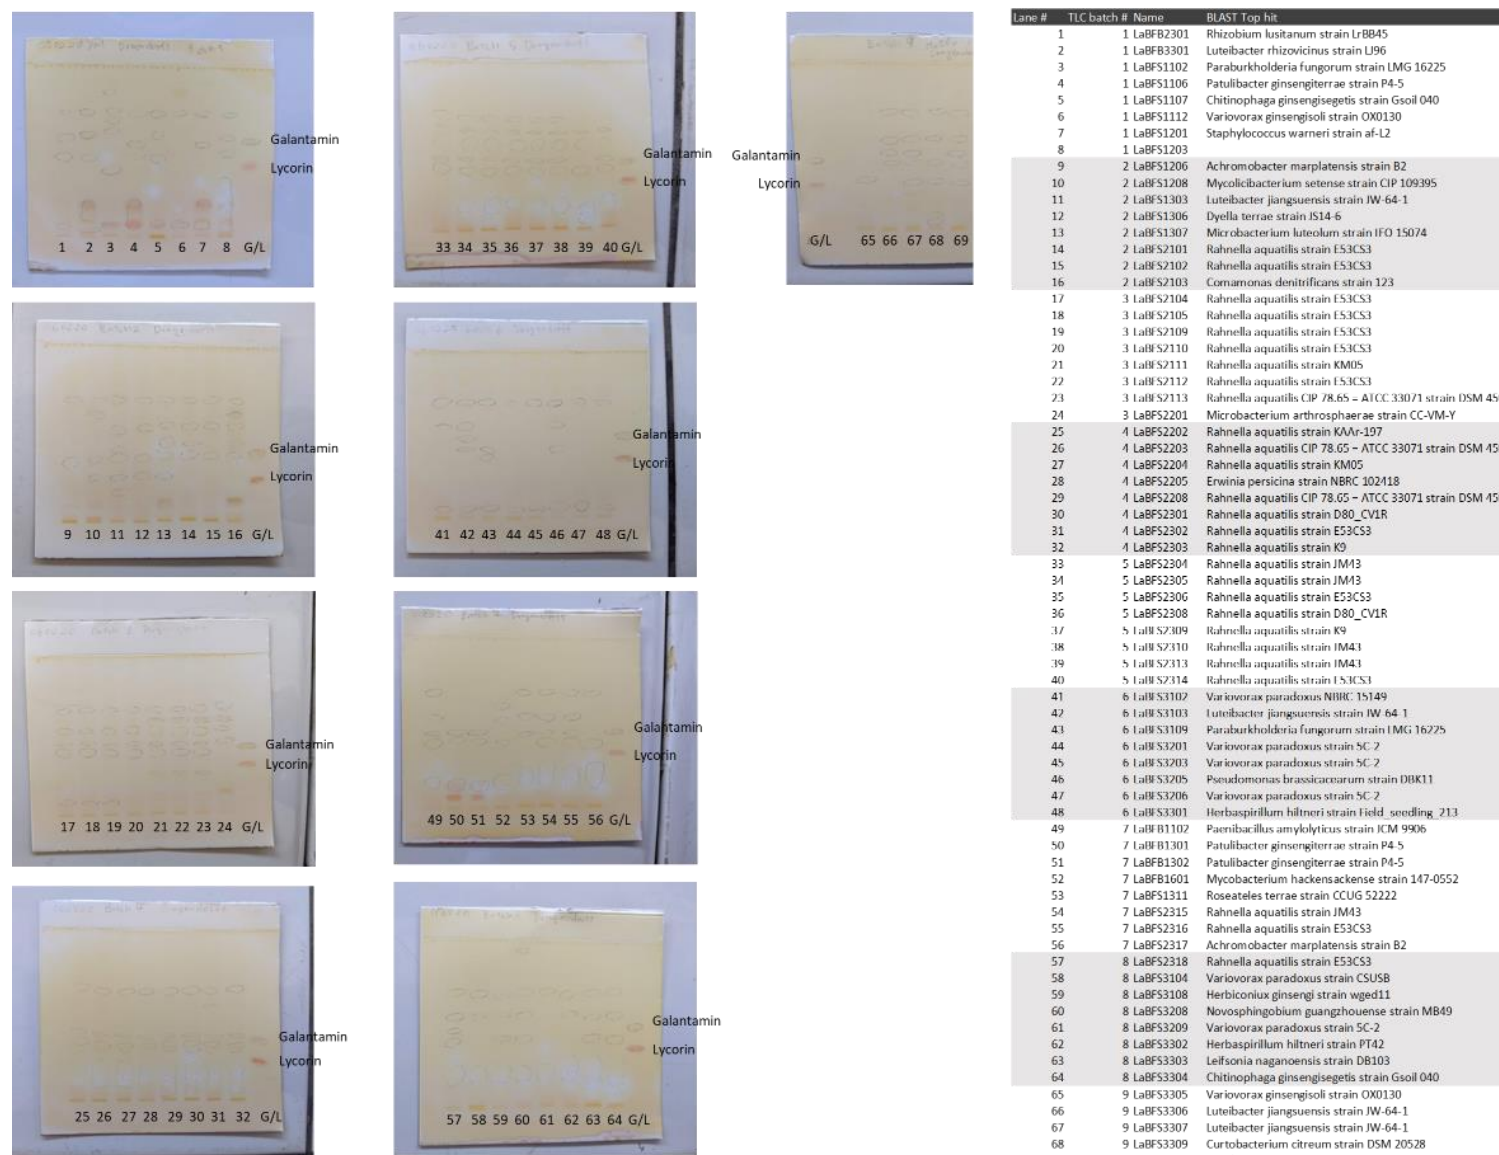 Galantamin
Lycorin
1 2 3 4 5 6 7 8 G/L
Galantamin
Lycorin
33 34 35 36 37 38 39 40 G/L
Galantamin
Lycorin
G/L 65 66 67 68 69
Galantamin
Lycorin
9 10 11 12 13 14 15 16 G/L
Galantamin
Lycorin
41 42 43 44 45 46 47 48 G/L
Galantamin
Lycorin
17 18 19 20 21 22 23 24 G/L
Galantamin
Lycorin
49 50 51 52 53 54 55 56 G/L
Galantamin
Lycorin
25 26 27 28 29 30 31 32 G/L
Galantamin
Lycorin
57 58 59 60 61 62 63 64 G/L
Lane # TLC batch # Name BLAST Top hit
1 1 LaBFB2301 Rhizobium lusitanum strain LrBB45
2 1 LaBFB3301 Luteibacter rhizovicinus strain LJ96
3 1 LaBFS1102 Paraburkholderia fungorum strain LMG 16225
4 1 LaBFS1106 Patulibacter ginsengiterrae strain P4-5
5 1 LaBFS1107 Chitinophaga ginsengisegetis strain Gsoil 040
6 1 LaBFS1112 Variovorax ginsengisoli strain OX0130
7 1 LaBFS1201 Staphylococcus warneri strain af-L2
8 1 LaBFS1203
9 2 LaBFS1206 Achromobacter marplatensis strain B2
10 2 LaBFS1208 Mycolicibacterium setense strain CIP 109395
11 2 LaBFS1303 Luteibacter jiangsuensis strain JW-64-1
12 2 LaBFS1306 Dyella terrae strain JS14-6
13 2 LaBFS1307 Microbacterium luteolum strain IFO 15074
14 2 LaBFS2101 Rahnella aquatilis strain E53CS3
15 2 LaBFS2102 Rahnella aquatilis strain E53CS3
16 2 LaBFS2103 Comamonas denitrificans strain 123
17 3 LaBFS2104 Rahnella aquatilis strain E53CS3
18 3 LaBFS2105 Rahnella aquatilis strain E53CS3
19 3 LaBFS2109 Rahnella aquatilis strain E53CS3
20 3 LaBFS2110 Rahnella aquatilis strain E53CS3
21 3 LaBFS2111 Rahnella aquatilis strain KM05
22 3 LaBFS2112 Rahnella aquatilis strain E53CS3
23 3 LaBFS2113 Rahnella aquatilis CIP 78.65 = ATCC 33071 strain DSM 45
24 3 LaBFS2201 Microbacterium arthrosphaerae strain CC-VM-Y
25 4 LaBFS2202 Rahnella aquatilis strain KAAr-197
26 4 LaBFS2203 Rahnella aquatilis CIP 78.65 = ATCC 33071 strain DSM 45
27 4 LaBFS2204 Rahnella aquatilis strain KM05
28 4 LaBFS2205 Erwinia persicina strain NBRC 102418
29 4 LaBFS2208 Rahnella aquatilis CIP 78.65 = ATCC 33071 strain DSM 45
30 4 LaBFS2301 Rahnella aquatilis strain D80_CV1R
31 4 LaBFS2302 Rahnella aquatilis strain E53CS3
32 4 LaBFS2303 Rahnella aquatilis strain K9
33 5 LaBFS2304 Rahnella aquatilis strain JM43
34 5 LaBFS2305 Rahnella aquatilis strain JM43
35 5 LaBFS2306 Rahnella aquatilis strain E53CS3
36 5 LaBFS2308 Rahnella aquatilis strain D80_CV1R
37 5 LaBFS2309 Rahnella aquatilis strain K9
38 5 LaBFS2310 Rahnella aquatilis strain JM43
39 5 LaBFS2313 Rahnella aquatilis strain JM43
40 5 LaBFS2314 Rahnella aquatilis strain E53CS3
41 6 LaBFS3102 Variovorax paradoxus NBRC 15149
42 6 LaBFS3103 Luteibacter jiangsuensis strain JW-64-1
43 6 LaBFS3109 Paraburkholderia fungorum strain LMG 16225
44 6 LaBFS3201 Variovorax paradoxus strain 5C-2
45 6 LaBFS3203 Variovorax paradoxus strain 5C-2
46 6 LaBFS3205 Pseudomonas brassicacearum strain DBK11
47 6 LaBFS3206 Variovorax paradoxus strain 5C-2
48 6 LaBFS3301 Herbaspirillum hiltneri strain Field_seedling_213
49 7 LaBFB1102 Paenibacillus amylolyticus strain JCM 9906
50 7 LaBFB1301 Patulibacter ginsengiterrae strain P4-5
51 7 LaBFB1302 Patulibacter ginsengiterrae strain P4-5
52 7 LaBFB1601 Mycobacterium hackensackense strain 147-0552
53 7 LaBFS1311 Roseateles terrae strain CCUG 52222
54 7 LaBFS2315 Rahnella aquatilis strain JM43
55 7 LaBFS2316 Rahnella aquatilis strain E53CS3
56 7 LaBFS2317 Achromobacter marplatensis strain B2
57 8 LaBFS2318 Rahnella aquatilis strain E53CS3
58 8 LaBFS3104 Variovorax paradoxus strain CSUSB
59 8 LaBFS3108 Herbiconiux ginsengi strain wged11
60 8 LaBFS3208 Novosphingobium guangzhouense strain MB49
61 8 LaBFS3209 Variovorax paradoxus strain 5C-2
62 8 LaBFS3302 Herbaspirillum hiltneri strain PT42
63 8 LaBFS3303 Leifsonia naganoensis strain DB103
64 8 LaBFS3304 Chitinophaga ginsengisegetis strain Gsoil 040
65 9 LaBFS3305 Variovorax ginsengisoli strain OX0130
66 9 LaBFS3306 Luteibacter jiangsuensis strain JW-64-1
67 9 LaBFS3307 Luteibacter jiangsuensis strain JW-64-1
68 9 LaBFS3309 Curtobacterium citreum strain DSM 20528